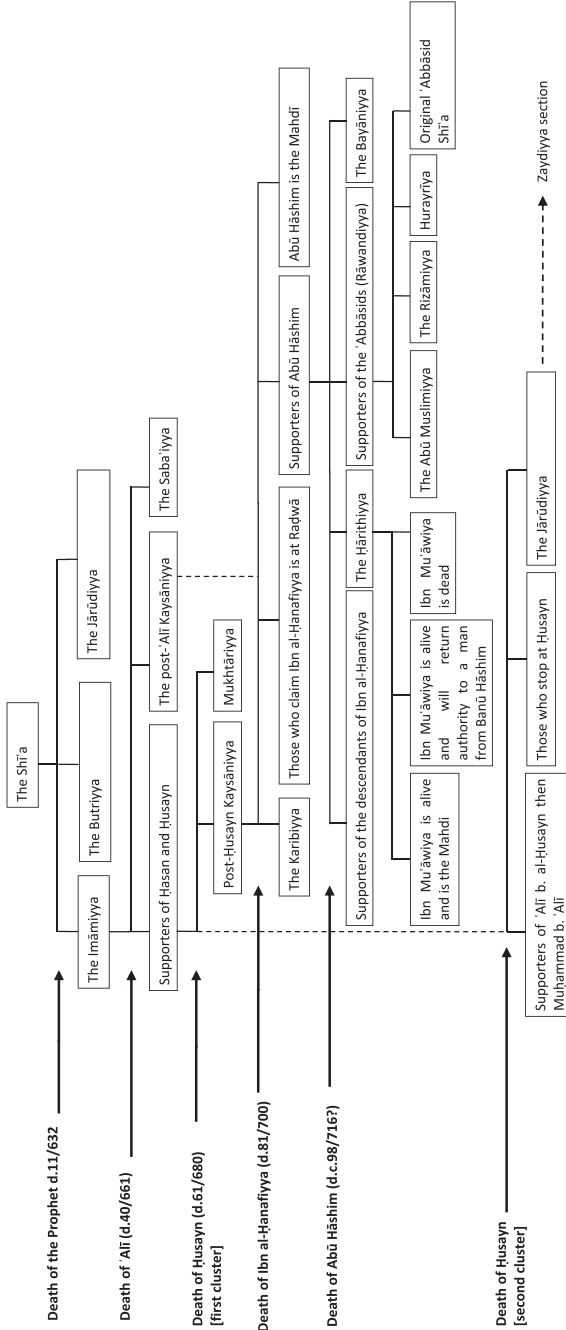 The Shīʿa
Death of the Prophet d.11/632
The Imāmiyya
The Butriyya
The Jārūdiyya
Death of ʿAlī (d.40/661)
Supporters of Ḥasan and Ḥusayn
The post-ʿAlī Kaysāniyya
The Sabaʾiyya
Death of Ḥusayn (d.61/680)
[first cluster]
Post-Ḥusayn Kaysāniyya
Mukhtāriyya
Death of Ibn al-Ḥanafiyya (d.81/700)
The Karibiyya
Those who claim Ibn al-Ḥanafiyya is at Raḍwā
Supporters of Abū Hāshim
Abū Hāshim is the Mahdī
Death of Abū Hāshim (d.c.98/716?)
Supporters of the descendants of Ibn al-Ḥanafiyya
The Ḥārithiyya
Supporters of the ʿAbbāsids (Rāwandiyya)
The Bayāniyya
Ibn Muʿāwiya is alive
and is the Mahdi
Ibn Muʿāwiya is alive
and will return
authority to a man
from Banū Hāshim
Ibn Muʿāwiya
is dead
The Abū Muslimiyya
The Rizāmiyya
Hurayrīya
Original ʿAbbāsid
Shīʿa
Death of Ḥusayn
[second cluster]
Supporters of ʿAlī b. al-Ḥusayn then
Muḥammad b. ʿAlī
Those who stop at Ḥusayn
The Jārūdiyya
Zaydiyya section